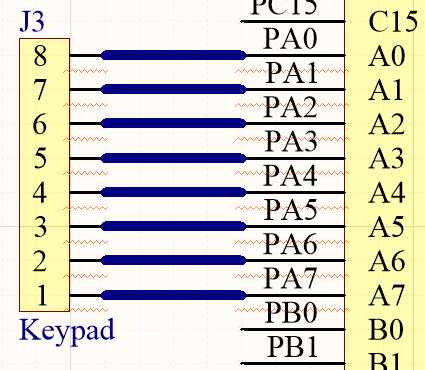 J3
PC15 C15
8 PA0 A0
7 PA1 A1
6 PA2 A2
5 PA3 A3
4 PA4 A4
3 PA5 A5
2 PA6 A6
1 PA7 A7
Keypad PB0 B0
PB1 B1